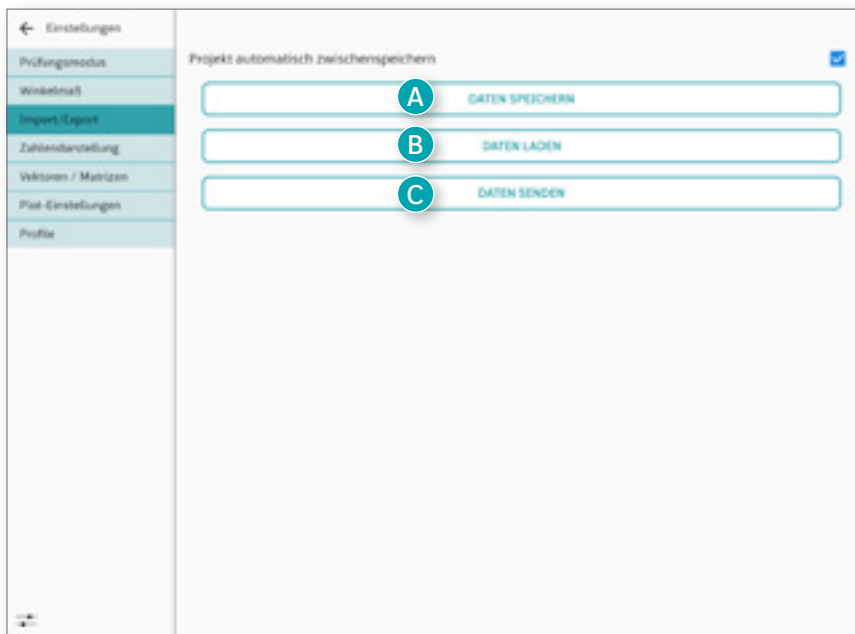 Einstellungen
Prüfungsmodus
Winkelmaß
Import/Export
Zahlendarstellung
Vektoren / Matrizen
Plot-Einstellungen
Profile
Projekt automatisch zwischenspeichern
A DATEN SPEICHERN
B DATEN LADEN
C DATEN SENDEN